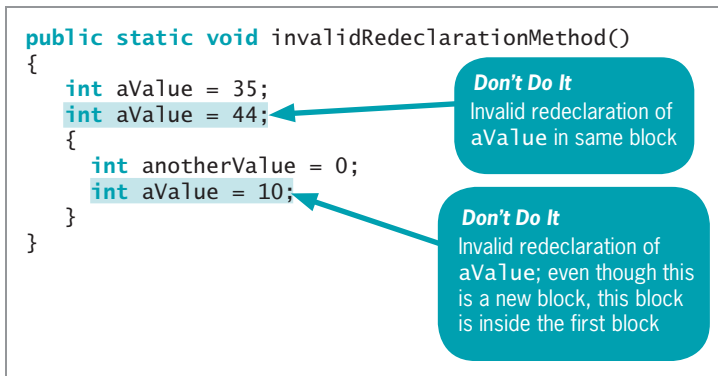 public static void invalidRedeclarationMethod()
{
int aValue = 35;
int aValue = 44;
{
int anotherValue = 0;
int aValue = 10;
}
}
Don't Do It
Invalid redeclaration of
aValue in same block
Don't Do It
Invalid redeclaration of
aValue; even though this
is a new block, this block
is inside the first block